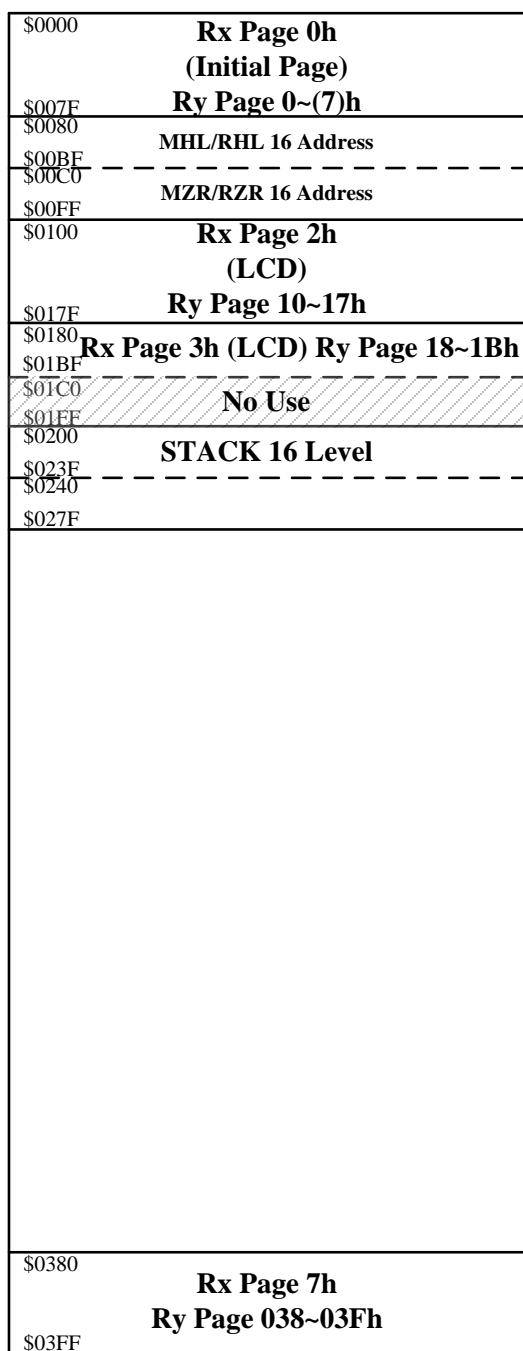 $0000
Rx Page 0h
(Initial Page)
Ry Page 0~(7)h
$007F
$0080
MHL/RHL 16 Address
$00BF
$00C0
MZR/RZR 16 Address
$00FF
$0100
Rx Page 2h
(LCD)
Ry Page 10~17h
$017F
$0180
Rx Page 3h (LCD) Ry Page 18~1Bh
$01BF
$01C0
No Use
$01FF
$0200
STACK 16 Level
$023F
$0240
$027F
$0380
Rx Page 7h
Ry Page 038~03Fh
$03FF